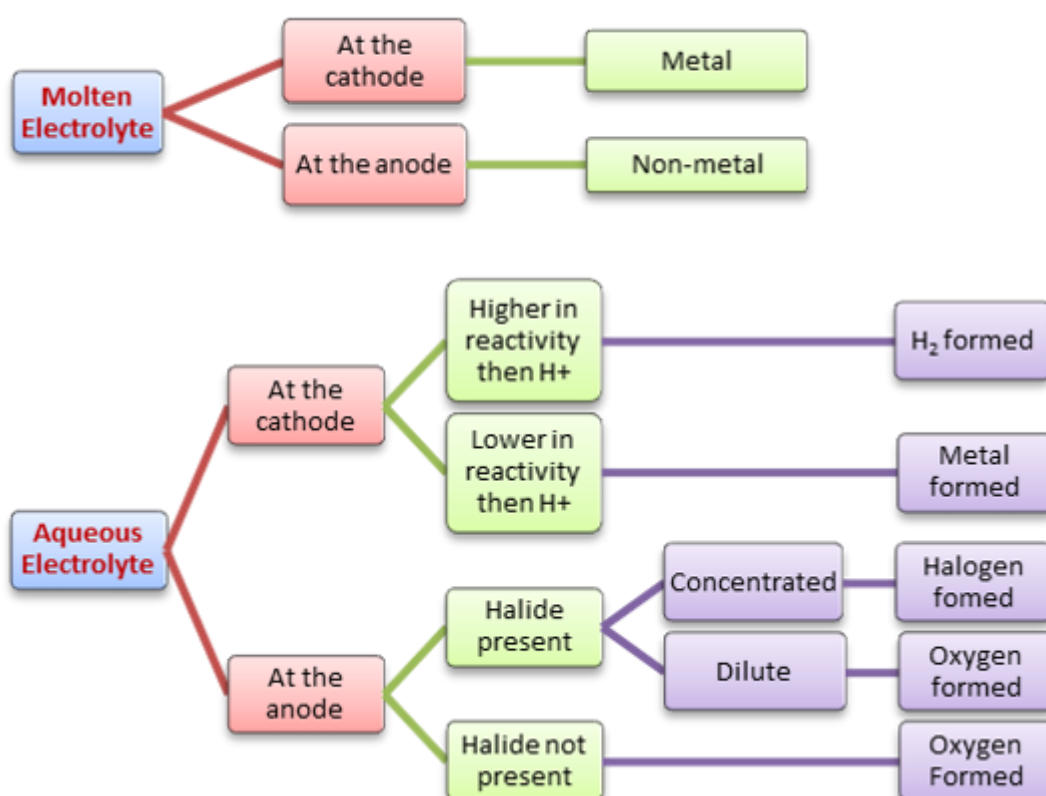 At the
cathode
Metal
Molten
Electrolyte
At the anode
Non-metal
Higher in
reactivity
then H+
H₂ formed
At the
cathode
Lower in
reactivity
then H+
Metal
formed
Aqueous
Electrolyte
Halide
present
Concentrated
Halogen
fomed
Dilute
Oxygen
formed
At the
anode
Halide not
present
Oxygen
Formed